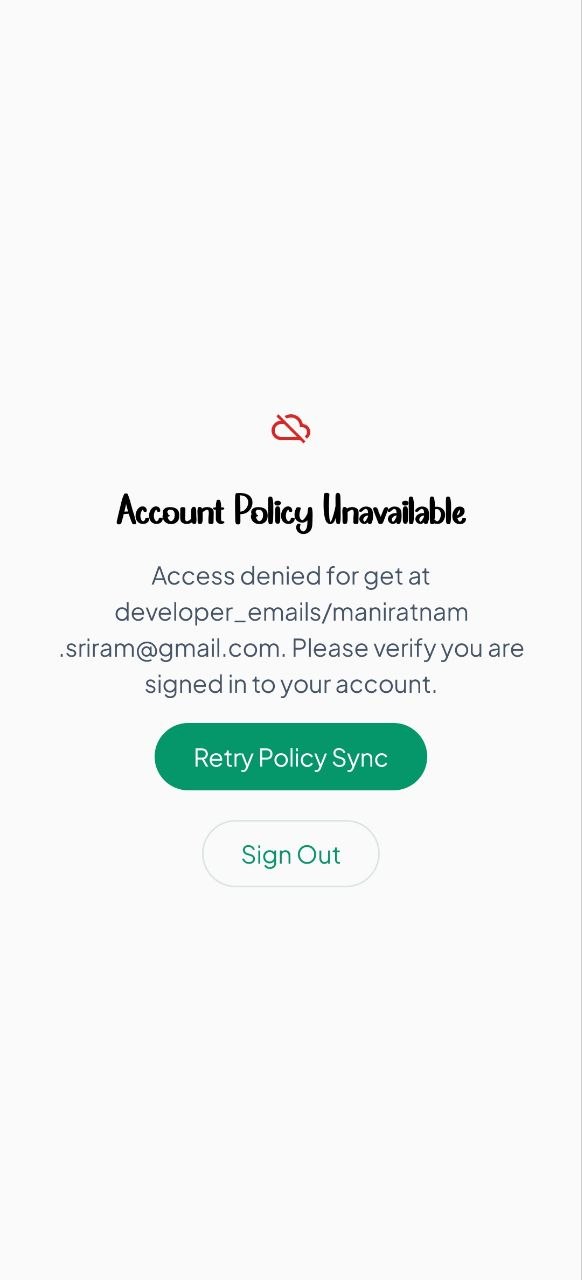 Account Policy Unavailable
Access denied for get at
developer_emails/maniratnam
.sriram@gmail.com. Please verify you are
signed in to your account.
Retry Policy Sync
Sign Out